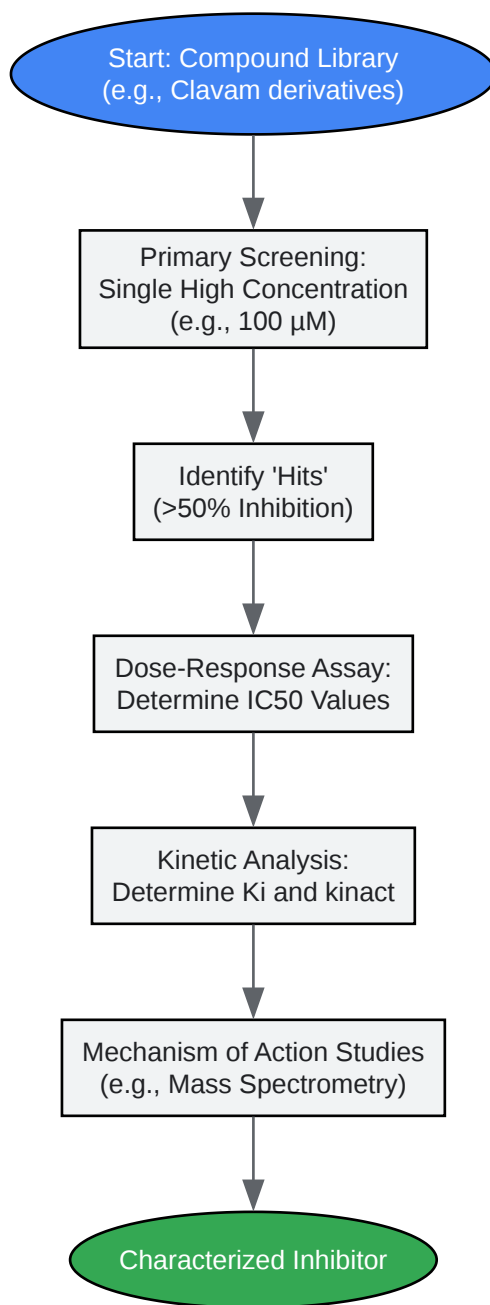 Start: Compound Library
(e.g., Clavam derivatives)
Primary Screening:
Single High Concentration
(e.g., 100 µM)
Identify 'Hits'
(>50% Inhibition)
Dose-Response Assay:
Determine IC50 Values
Kinetic Analysis:
Determine Ki and kinact
Mechanism of Action Studies
(e.g., Mass Spectrometry)
Characterized Inhibitor